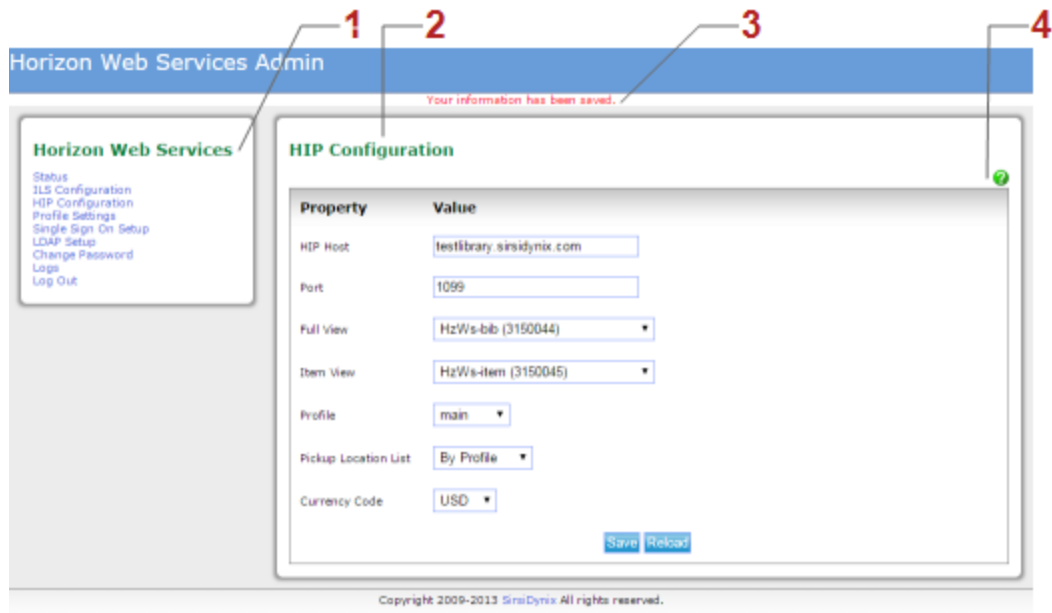 1 2 3 4
Horizon Web Services Admin
Your information has been saved.
Horizon Web Services
Status
ILS Configuration
HIP Configuration
Profile Settings
Single Sign On Setup
LDAP Setup
Change Password
Logs
Log Out
HIP Configuration
?
Property Value
HIP Host testlibrary.sirsidynix.com
Port 1099
Full View HzWs-bib (3150044)
Item View HzWs-item (3150045)
Profile main
Pickup Location List By Profile
Currency Code USD
Save Reload
Copyright 2009-2013 SirsiDynix All rights reserved.